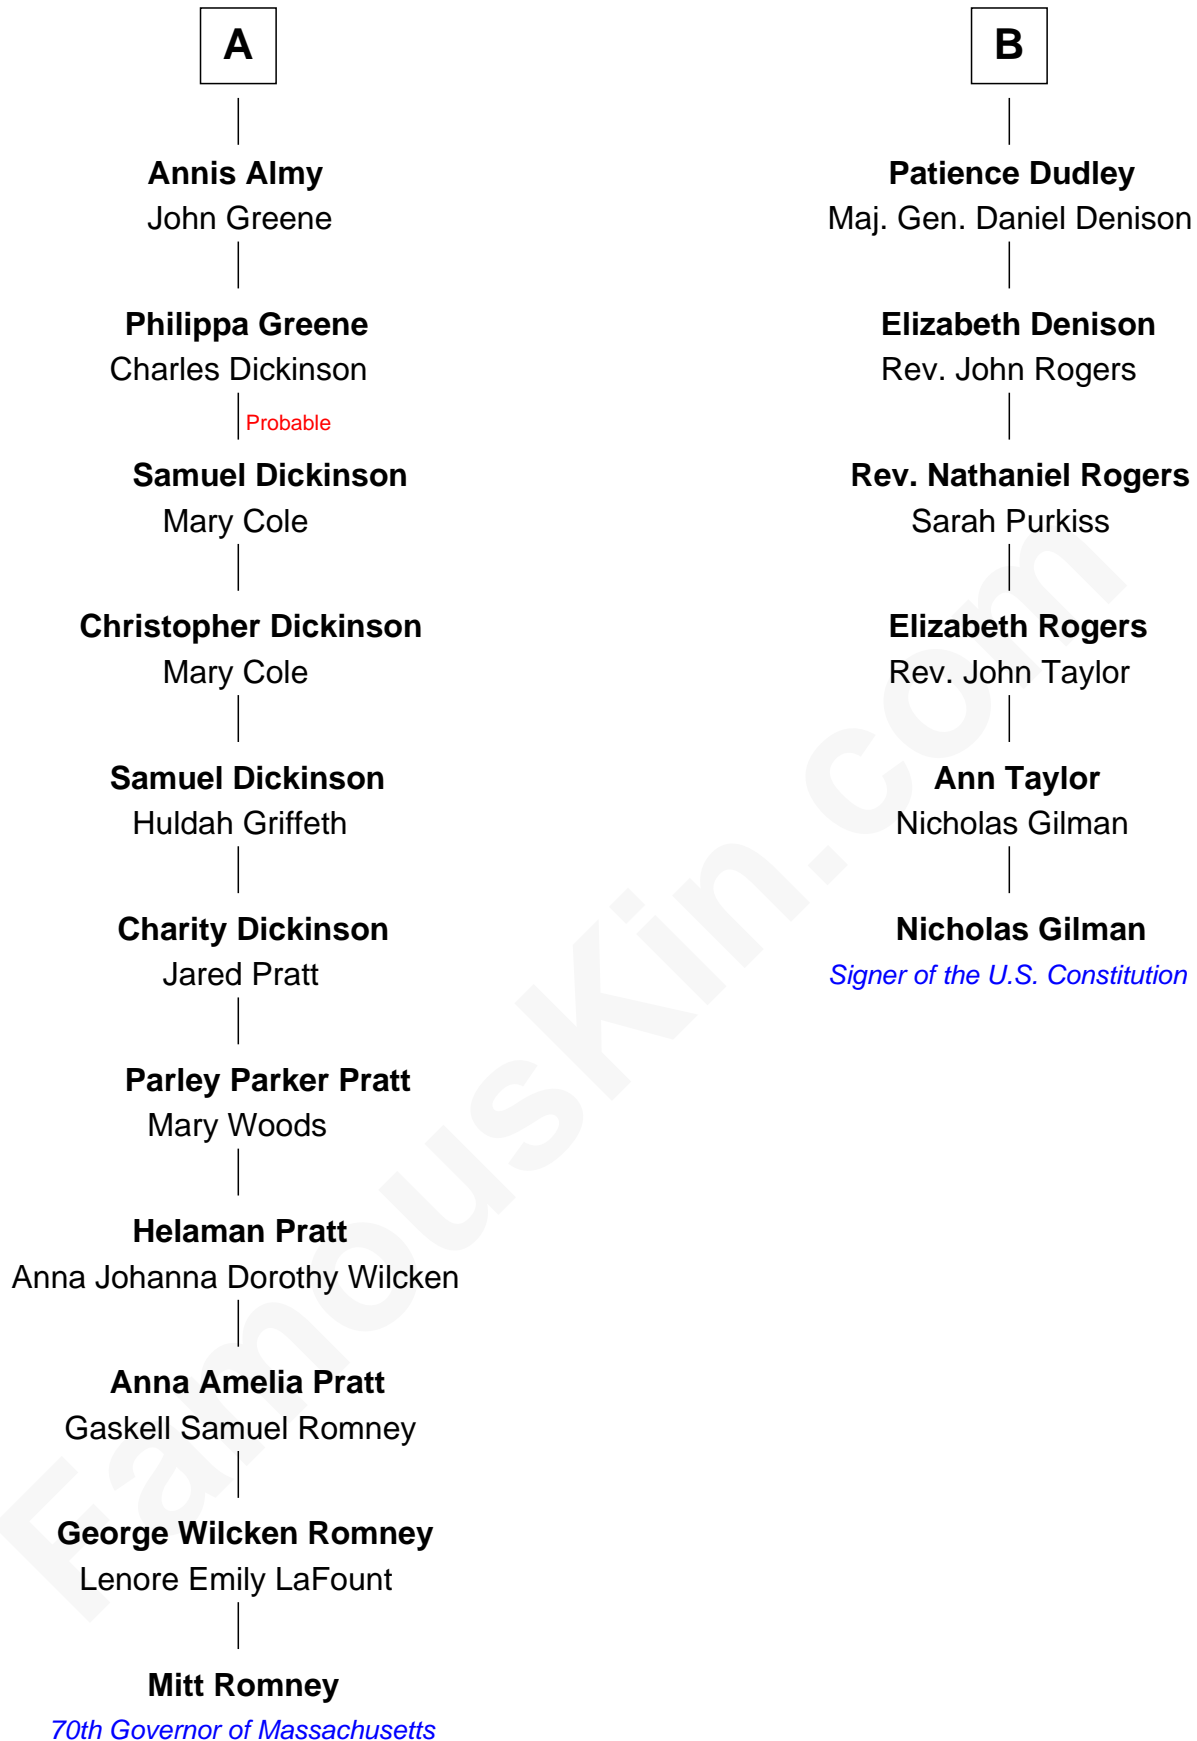 A
Annis Almy
John Greene
Philippa Greene
Charles Dickinson
Probable
Samuel Dickinson
Mary Cole
Christopher Dickinson
Mary Cole
Samuel Dickinson
Huldah Griffeth
Charity Dickinson
Jared Pratt
Parley Parker Pratt
Mary Woods
Helaman Pratt
Anna Johanna Dorothy Wilcken
Anna Amelia Pratt
Gaskell Samuel Romney
George Wilcken Romney
Lenore Emily LaFount
Mitt Romney
70th Governor of Massachusetts
B
Patience Dudley
Maj. Gen. Daniel Denison
Elizabeth Denison
Rev. John Rogers
Rev. Nathaniel Rogers
Sarah Purkiss
Elizabeth Rogers
Rev. John Taylor
Ann Taylor
Nicholas Gilman
Nicholas Gilman
Signer of the U.S. Constitution
FamousKin.com